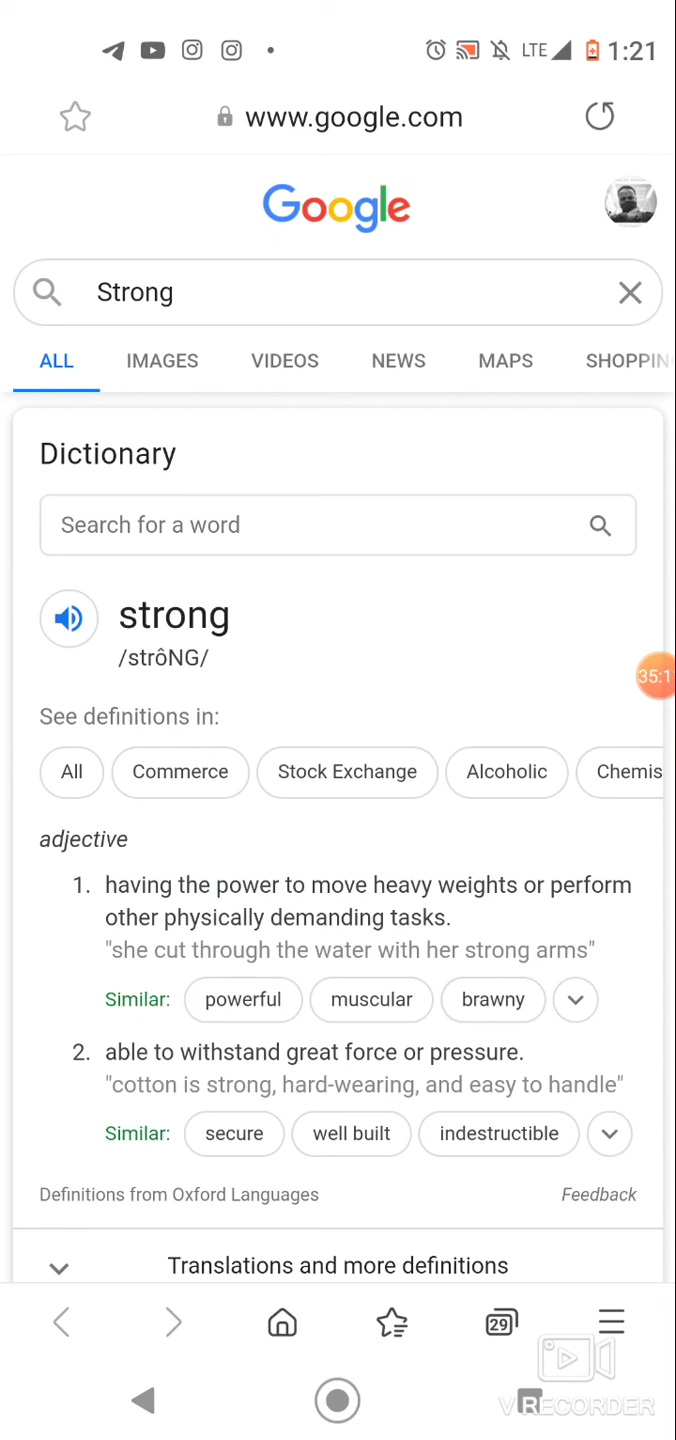 LTE 1:21
www.google.com
Google
Strong
ALL IMAGES VIDEOS NEWS MAPS SHOPPIN
Dictionary
Search for a word
strong
/strôNG/
35:1
See definitions in:
All Commerce Stock Exchange Alcoholic Chemis
adjective
1. having the power to move heavy weights or perform
other physically demanding tasks.
"she cut through the water with her strong arms"
Similar: powerful muscular brawny
2. able to withstand great force or pressure.
"cotton is strong, hard-wearing, and easy to handle"
Similar: secure well built indestructible
Definitions from Oxford Languages Feedback
Translations and more definitions
29
VRECORDER